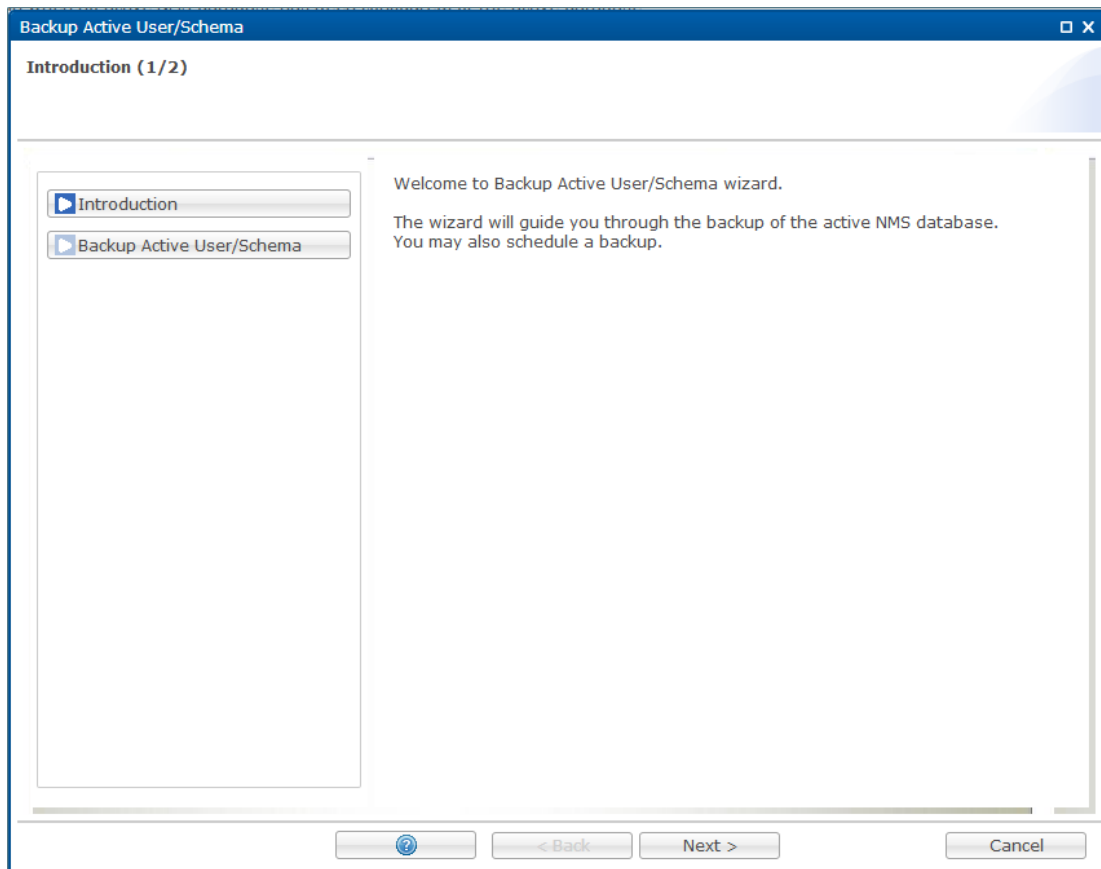 Backup Active User/Schema
Introduction (1/2)
Introduction
Backup Active User/Schema
Welcome to Backup Active User/Schema wizard.
The wizard will guide you through the backup of the active NMS database.
You may also schedule a backup.
< Back
Next >
Cancel